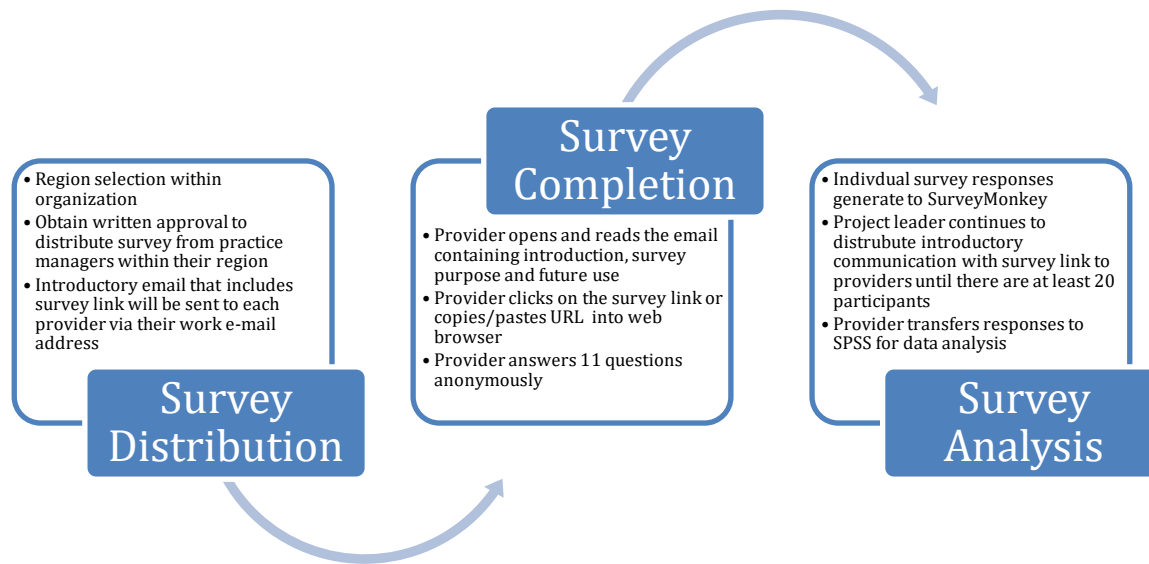 • Region selection within
organization
• Obtain written approval to
distribute survey from practice
managers within their region
• Introductory email that includes
survey link will be sent to each
provider via their work e-mail
address
Survey
Distribution
Survey
Completion
• Provider opens and reads the email
containing introduction, survey
purpose and future use
• Provider clicks on the survey link or
copies/pastes URL into web
browser
• Provider answers 11 questions
anonymously
• Indivdual survey responses
generate to SurveyMonkey
• Project leader continues to
distrubute introductory
communication with survey link to
providers until there are at least 20
participants
• Provider transfers responses to
SPSS for data analysis
Survey
Analysis